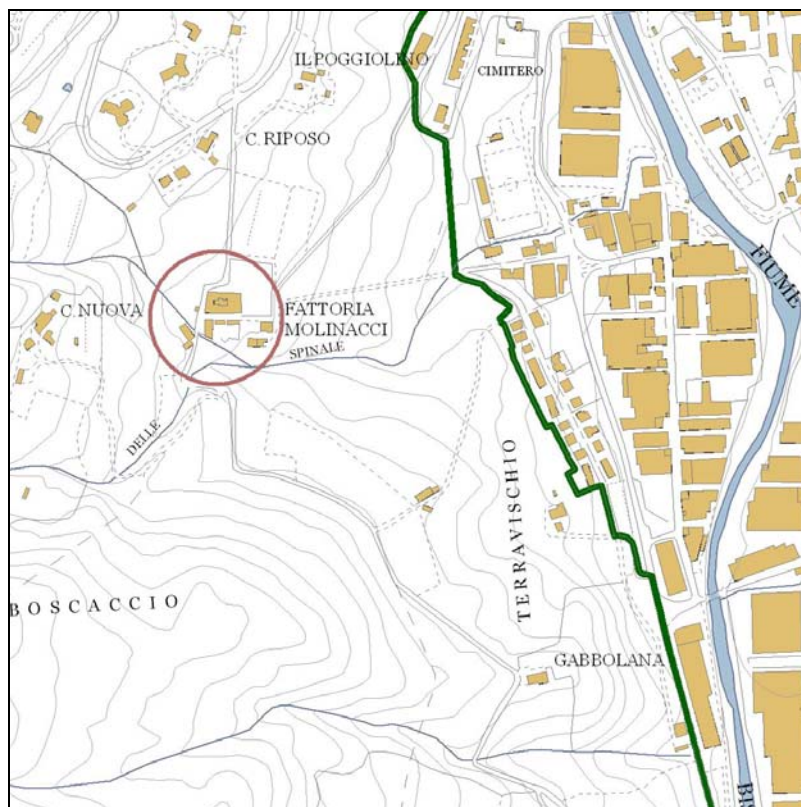 IL POGGIOLINO
CIMITERO
C. RIPOSO
FIUME
C. NUOVA
FATTORIA
MOLINACCI
SPINALE
DELLE
TERRAVISCHIO
BOSCACCIO
GABBOLANA